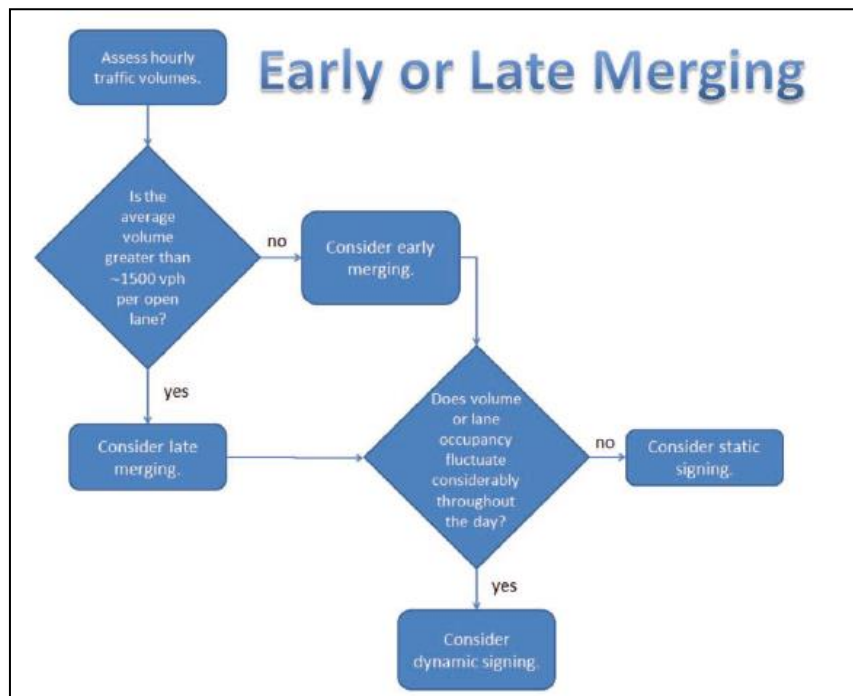 Early or Late Merging
Assess hourly
traffic volumes.
Is the
average
volume
greater than
~1500 vph
per open
lane?
no
Consider early
merging.
yes
Consider late
merging.
Does volume
or lane
occupancy
fluctuate
considerably
throughout
the day?
no
Consider static
signing.
yes
Consider
dynamic signing.